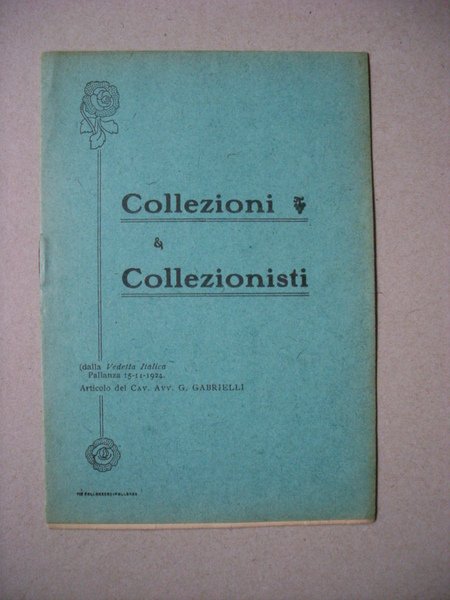 Collezioni
&
Collezionisti
(dalla Vedetta Italica
Pallanza 15-11-1924.
Articolo del Cav. Avv. G. GABRIELLI